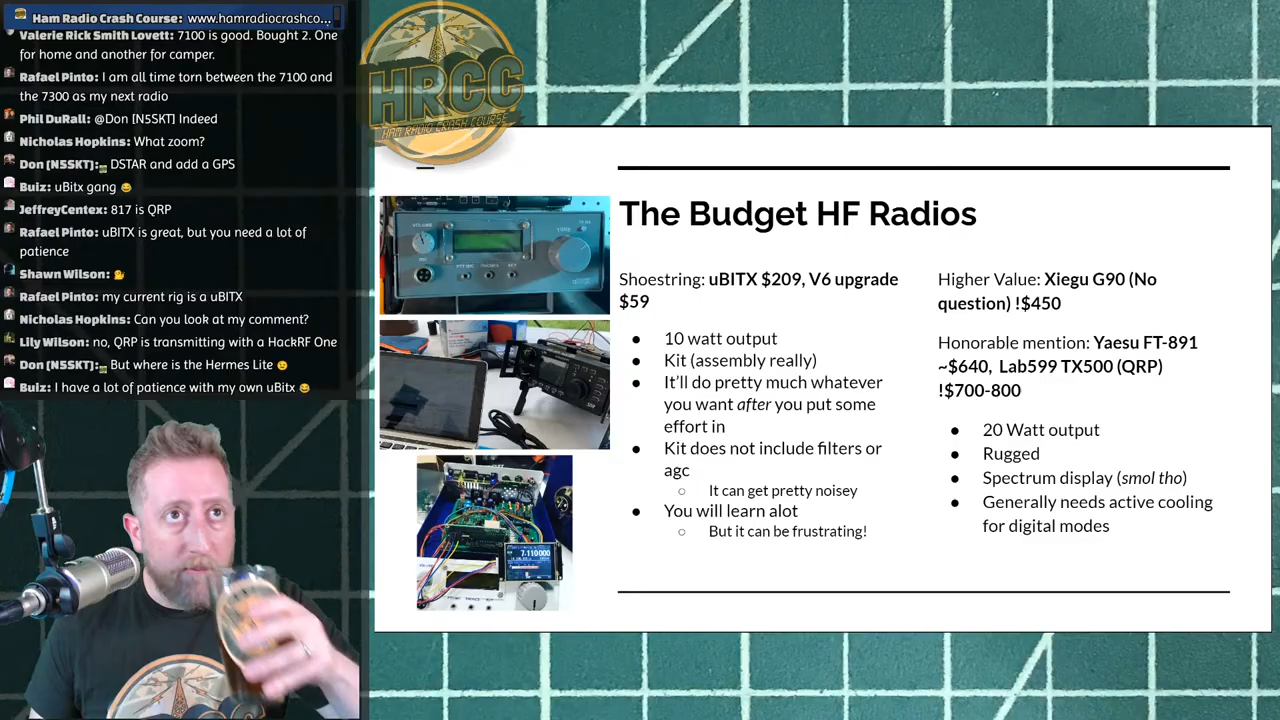 Ham Radio Crash Course: www.hamradiocrashco...
Valerie Rick Smith Lovett: 7100 is good. Bought 2. One
for home and another for camper.
Rafael Pinto: I am all time torn between the 7100 and
the 7300 as my next radio
Phil DuRall: @Don [N5SKT] Indeed
Nicholas Hopkins: What zoom?
Don [N5SKT]: DSTAR and add a GPS
Buiz: uBitx gang 😂
JeffreyCentex: 817 is QRP
Rafael Pinto: uBITX is great, but you need a lot of
patience
Shawn Wilson:
Rafael Pinto: my current rig is a uBITX
Nicholas Hopkins: Can you look at my comment?
Lily Wilson: no, QRP is transmitting with a HackRF One
Don [N5SKT]: But where is the Hermes Lite
Buiz: I have a lot of patience with my own uBitx 😂
HRCC
HAM RADIO CRASH COURSE
The Budget HF Radios
Shoestring: uBITX $209, V6 upgrade
$59
● 10 watt output
● Kit (assembly really)
● It'll do pretty much whatever
you want after you put some
effort in
● Kit does not include filters or
agc
○ It can get pretty noisey
● You will learn alot
○ But it can be frustrating!
Higher Value: Xiegu G90 (No
question) !$450
Honorable mention: Yaesu FT-891
~$640, Lab599 TX500 (QRP)
!$700-800
● 20 Watt output
● Rugged
● Spectrum display (smol tho)
● Generally needs active cooling
for digital modes
VOLUME
7.110000